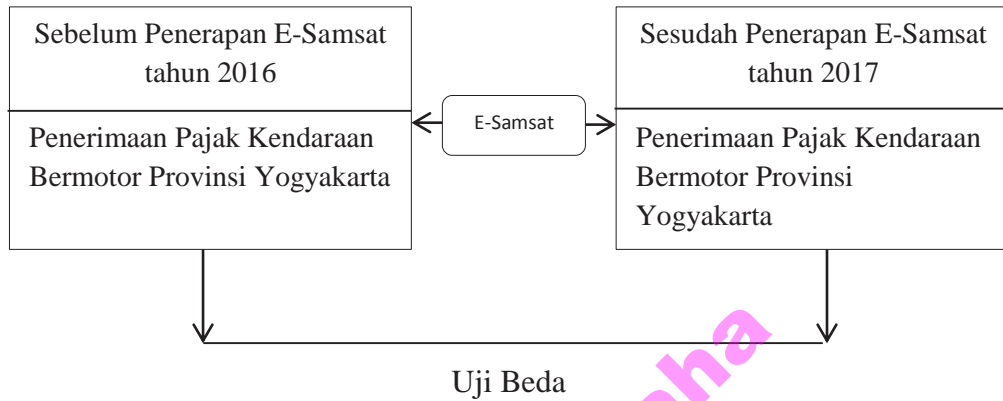 Sebelum Penerapan E-Samsat
tahun 2016
Penerimaan Pajak Kendaraan
Bermotor Provinsi Yogyakarta
E-Samsat
Sesudah Penerapan E-Samsat
tahun 2017
Penerimaan Pajak Kendaraan
Bermotor Provinsi
Yogyakarta
Uji Beda